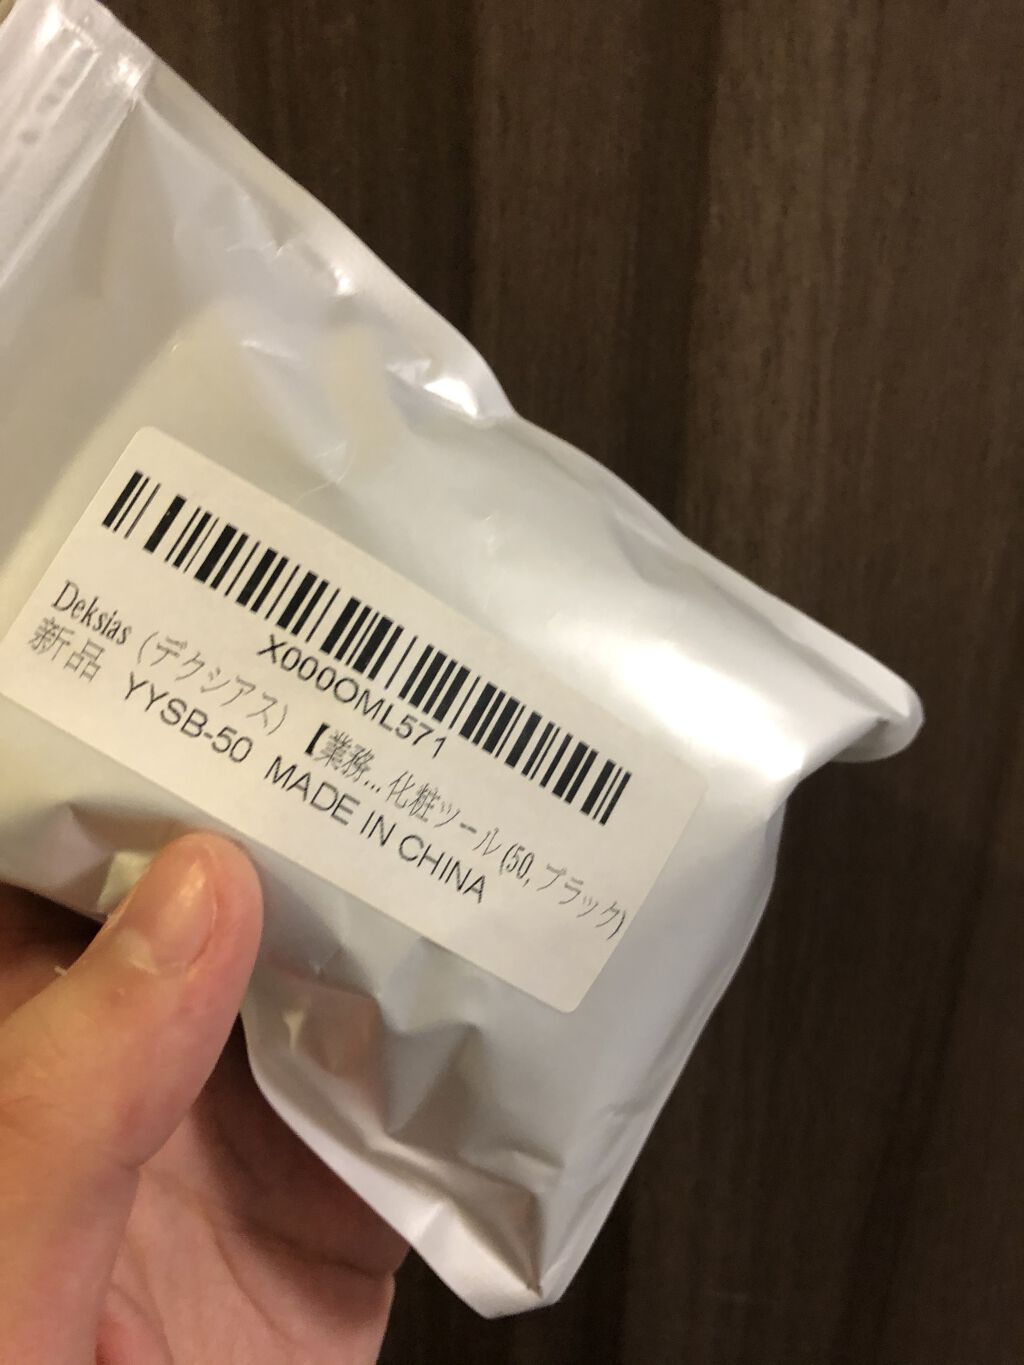 X000OML571
Deksias（デクシアス）【業務... 化粧ツール (50, ブラック)
新品 YYSB-50 MADE IN CHINA